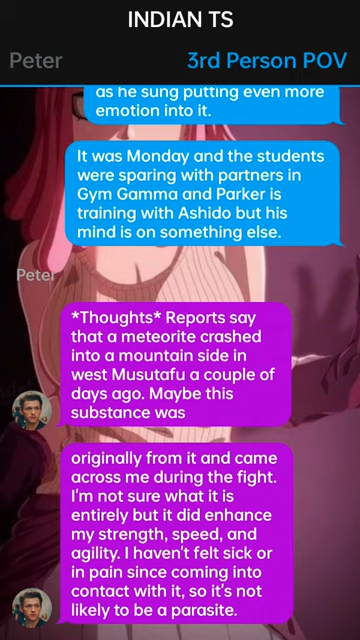 INDIAN TS
Peter
3rd Person POV
as he sung putting even more
emotion into it.
It was Monday and the students
were sparing with partners in
Gym Gamma and Parker is
training with Ashido but his
mind is on something else.
Peter
*Thoughts* Reports say
that a meteorite crashed
into a mountain side in
west Musutafu a couple of
days ago. Maybe this
substance was
originally from it and came
across me during the fight.
I'm not sure what it is
entirely but it did enhance
my strength, speed, and
agility. I haven't felt sick or
in pain since coming into
contact with it, so it's not
likely to be a parasite.